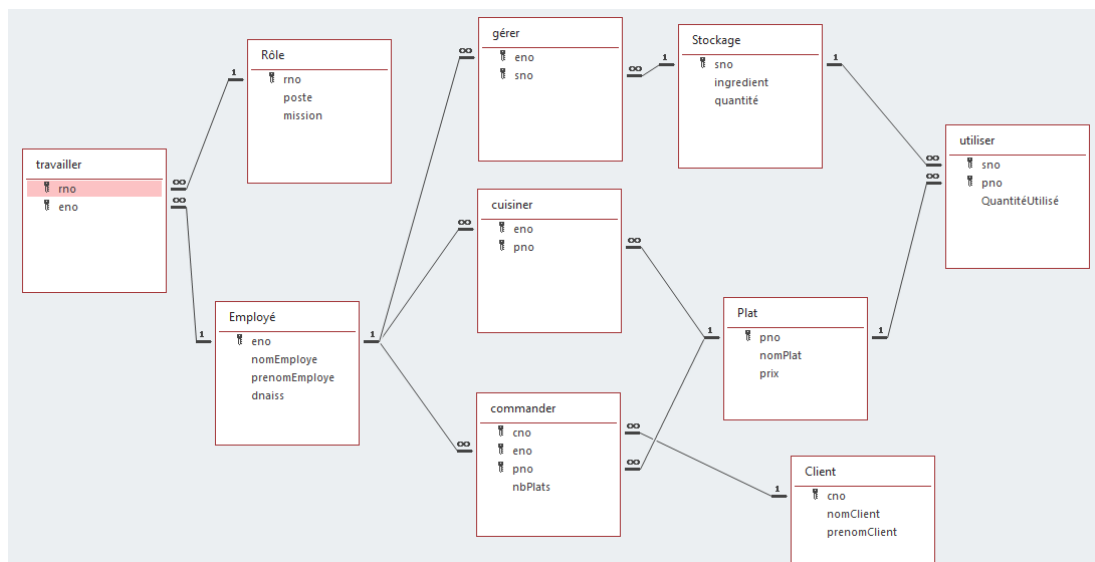 travailler
rno
eno
Rôle
rno
poste
mission
Employé
eno
nomEmploye
prenomEmploye
dnaiss
gérer
eno
sno
cuisiner
eno
pno
commander
cno
eno
pno
nbPlats
Stockage
sno
ingredient
quantité
Plat
pno
nomPlat
prix
Client
cno
nomClient
prenomClient
utiliser
sno
pno
QuantitéUtilisé
1
∞
∞
1
1
∞
∞
1
1
∞
∞
∞
∞
1
1
∞
∞
∞
1